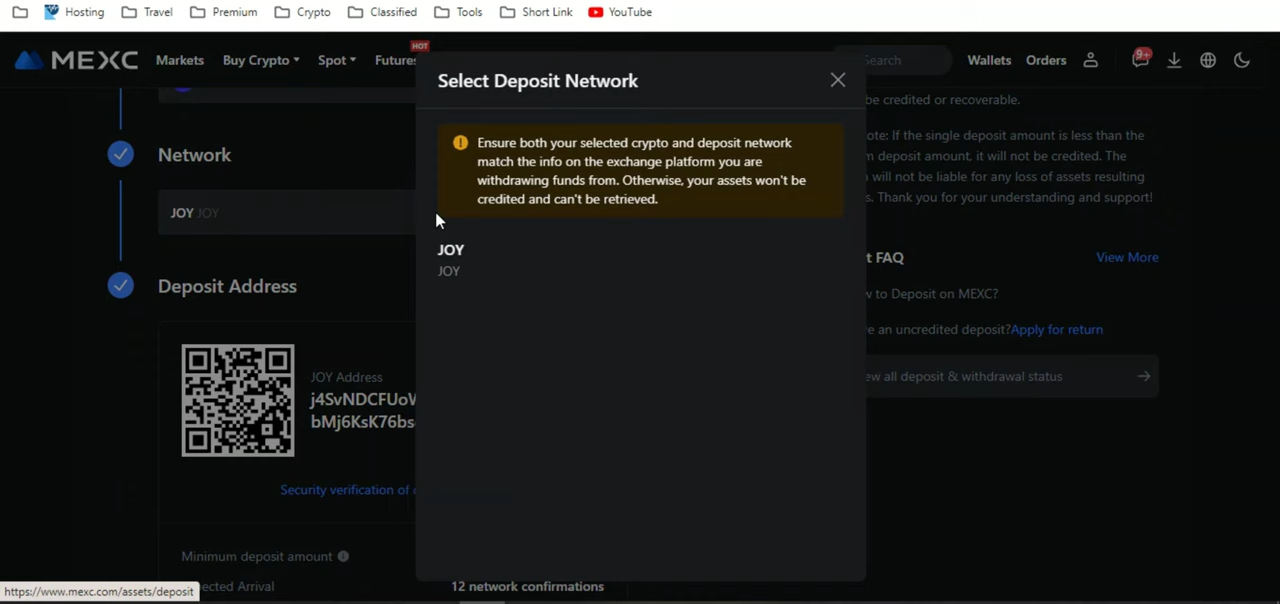 Hosting Travel Premium Crypto Classified Tools Short Link YouTube
MEXC Markets Buy Crypto Spot Futures HOT Search Wallets Orders 9+
Select Deposit Network
Ensure both your selected crypto and deposit network
match the info on the exchange platform you are
withdrawing funds from. Otherwise, your assets won't be
credited and can't be retrieved.
JOY
JOY
Network
JOY JOY
Deposit Address
JOY Address
j4SvNDCFUoV
bMj6KsK76bs
Security verification of
Minimum deposit amount
ected Arrival
12 network confirmations
be credited or recoverable.
ote: If the single deposit amount is less than the
deposit amount, it will not be credited. The
will not be liable for any loss of assets resulting
s. Thank you for your understanding and support!
t FAQ View More
to Deposit on MEXC?
e an uncredited deposit? Apply for return
ew all deposit & withdrawal status
https://www.mexc.com/assets/deposit